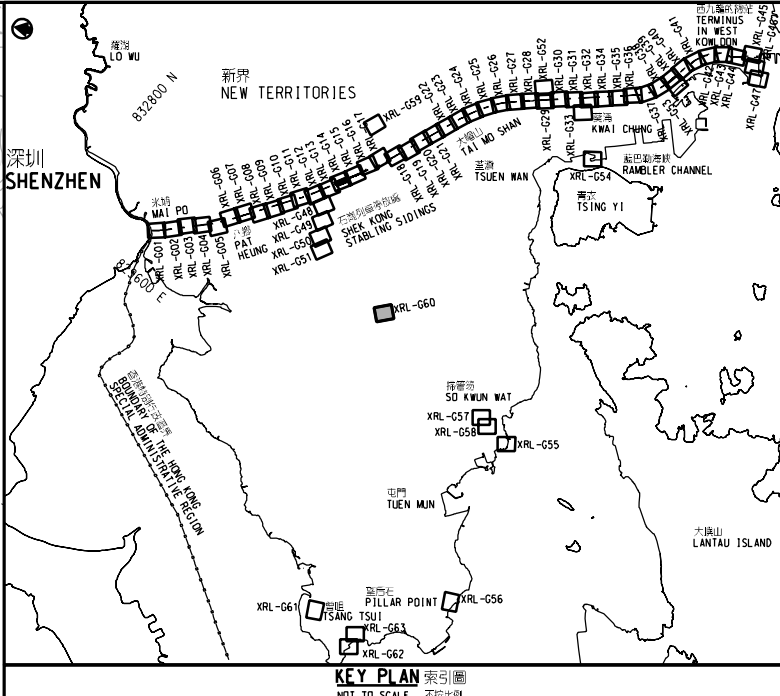 羅湖
LO WU
832800 N
新界
NEW TERRITORIES
深圳
SHENZHEN
米埔
MAI PO
829600 E
八鄉
PAT
HEUNG
石崗列車停放處
SHEK KONG
STABLING SIDINGS
大帽山
TAI MO SHAN
荃灣
TSUEN WAN
葵涌
KWAI CHUNG
藍巴勒海峽
RAMBLER CHANNEL
青衣
TSING YI
西九龍的總站
TERMINUS
IN WEST
KOWLOON
XRL-G01
XRL-G02
XRL-G03
XRL-G04
XRL-G05
XRL-G06
XRL-G07
XRL-G08
XRL-G09
XRL-G10
XRL-G11
XRL-G12
XRL-G13
XRL-G14
XRL-G15
XRL-G16
XRL-G17
XRL-G59
XRL-G18
XRL-G19
XRL-G20
XRL-G21
XRL-G22
XRL-G23
XRL-G24
XRL-G25
XRL-G26
XRL-G27
XRL-G28
XRL-G52
XRL-G29
XRL-G30
XRL-G31
XRL-G32
XRL-G33
XRL-G34
XRL-G35
XRL-G36
XRL-G37
XRL-G38
XRL-G39
XRL-G40
XRL-G41
XRL-G53
XRL-G42
XRL-G43
XRL-G44
XRL-G45
XRL-G46
XRL-G47
XRL-G48
XRL-G49
XRL-G50
XRL-G51
XRL-G54
XRL-G60
掃管笏
SO KWUN WAT
XRL-G57
XRL-G58
XRL-G55
屯門
TUEN MUN
大嶼山
LANTAU ISLAND
香港特別行政區界
BOUNDARY OF THE HONG KONG
SPECIAL ADMINISTRATIVE REGION
望后石
PILLAR POINT
XRL-G56
XRL-G61
曾咀
TSANG TSUI
XRL-G63
XRL-G62
KEY PLAN 索引圖
NOT TO SCALE 不按比例